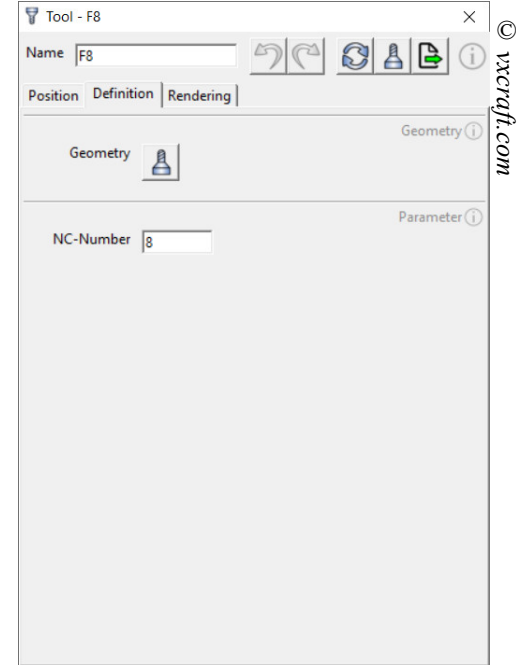 Tool - F8
Name F8
Position Definition Rendering
Geometry
Geometry
Parameter
NC-Number 8
© vxcraft.com